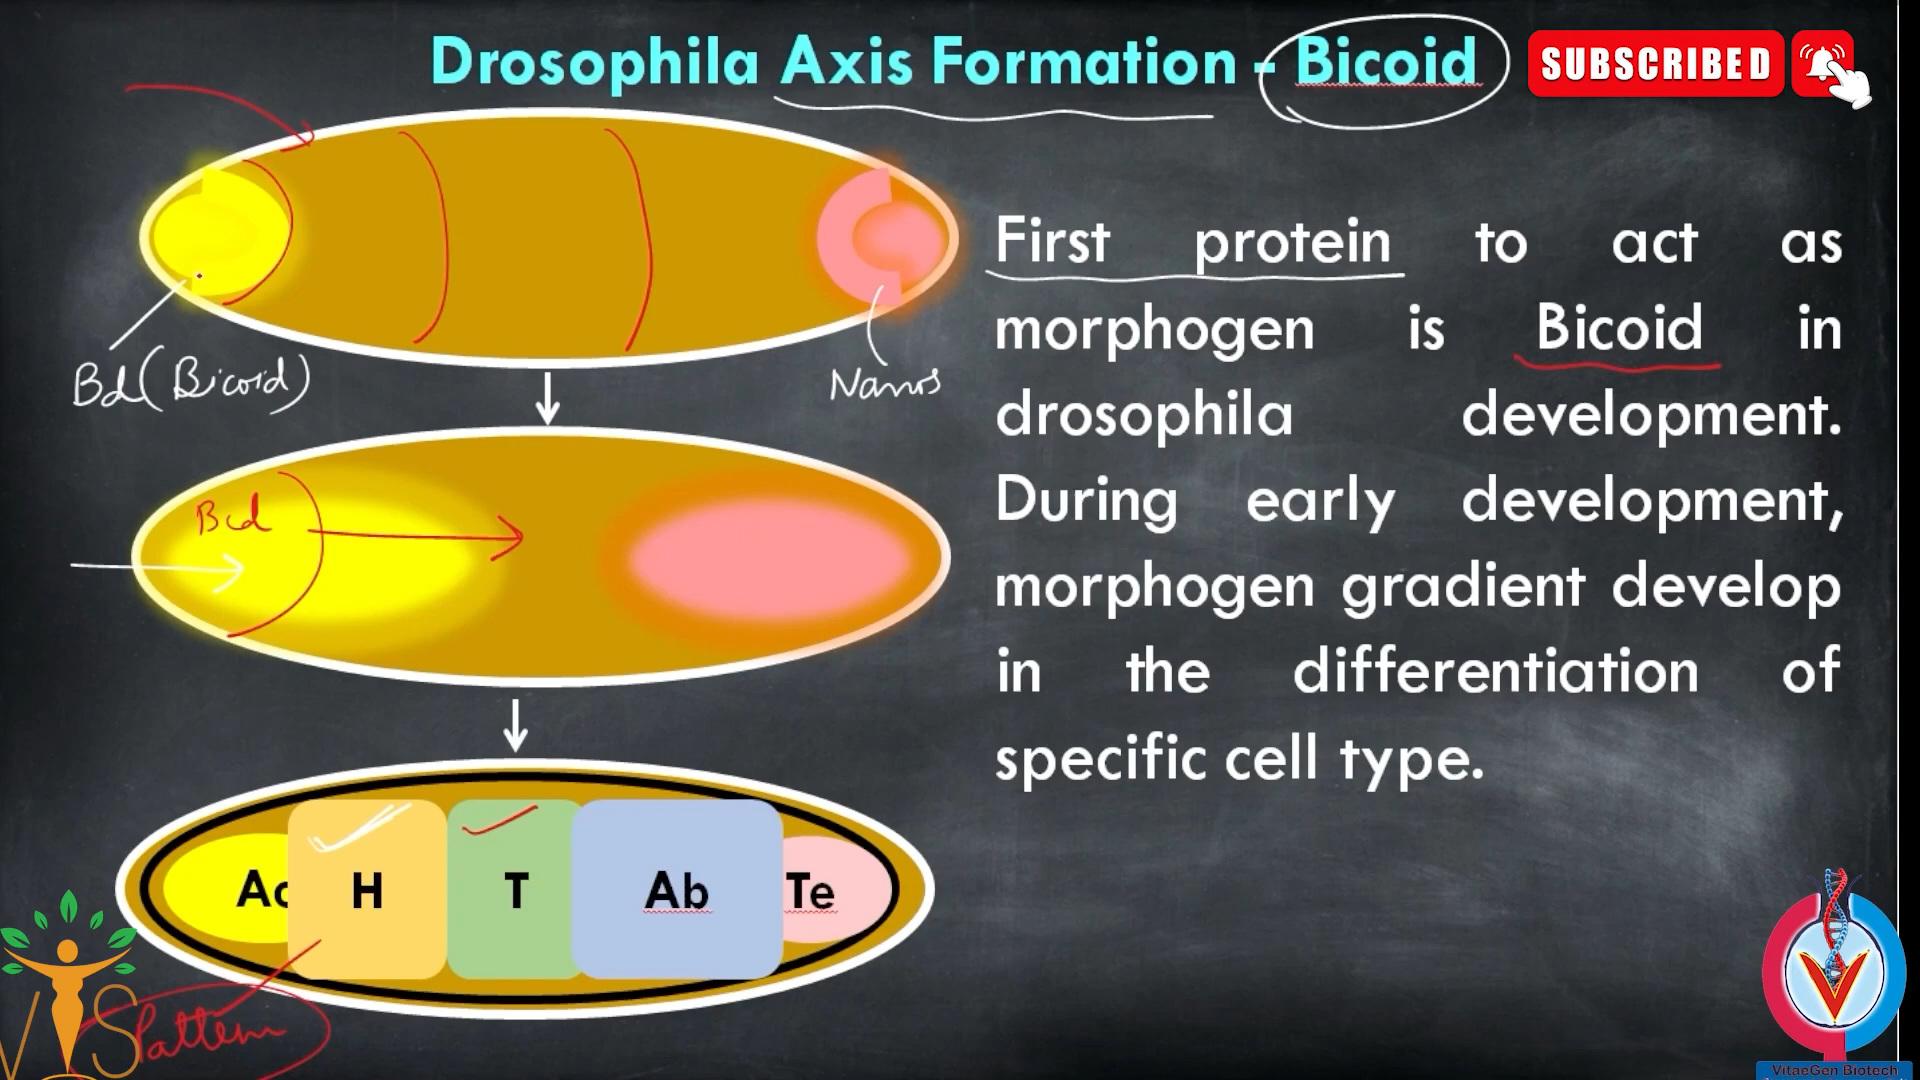 Drosophila Axis Formation - Bicoid
SUBSCRIBED
First protein to act as
morphogen is Bicoid in
drosophila development.
During early development,
morphogen gradient develop
in the differentiation of
specific cell type.
Bd (Bicoid)
Nanos
Bcd
Ac H T Ab Te
Pattern
VIS
V
VitaeGen Biotech